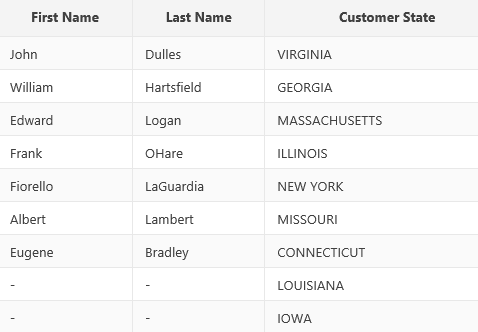 First Name Last Name Customer State
John Dulles VIRGINIA
William Hartsfield GEORGIA
Edward Logan MASSACHUSETTS
Frank OHare ILLINOIS
Fiorello LaGuardia NEW YORK
Albert Lambert MISSOURI
Eugene Bradley CONNECTICUT
- - LOUISIANA
- - IOWA